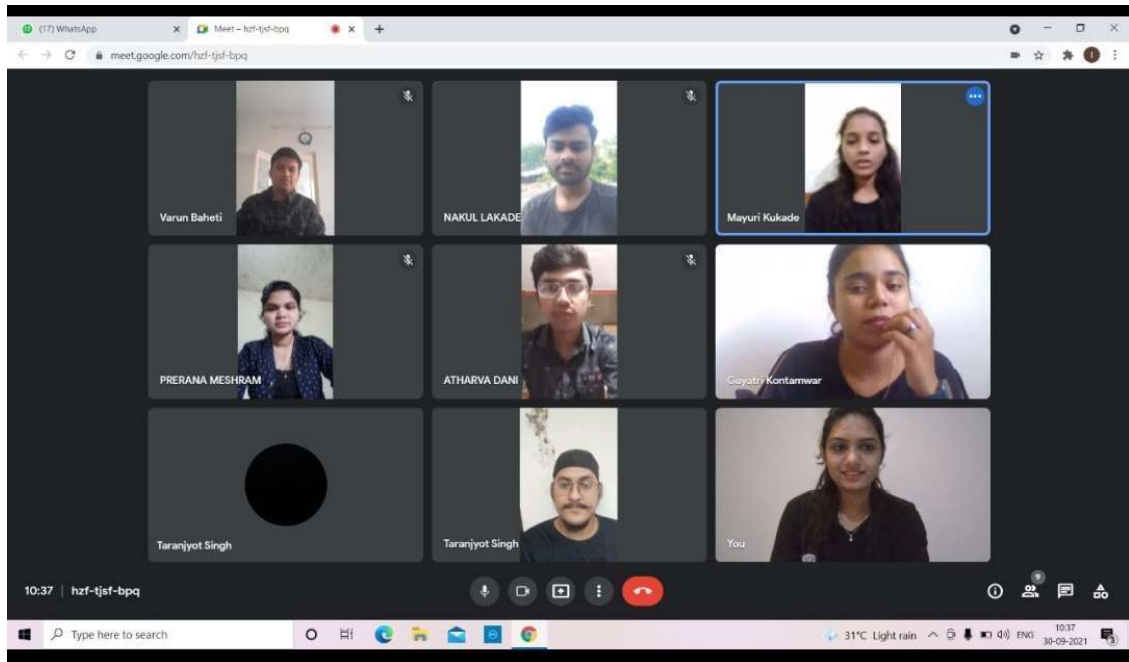 (17) WhatsApp
Meet – hzf-tjsf-bpq
meet.google.com/hzf-tjsf-bpq
Varun Baheti
NAKUL LAKADE
Mayuri Kukade
PRERANA MESHRAM
ATHARVA DANI
Gayatri Kontamwar
Taranjyot Singh
Taranjyot Singh
You
10:37 | hzf-tjsf-bpq
9
Type here to search
31°C Light rain
ENG
10:37
30-09-2021
3